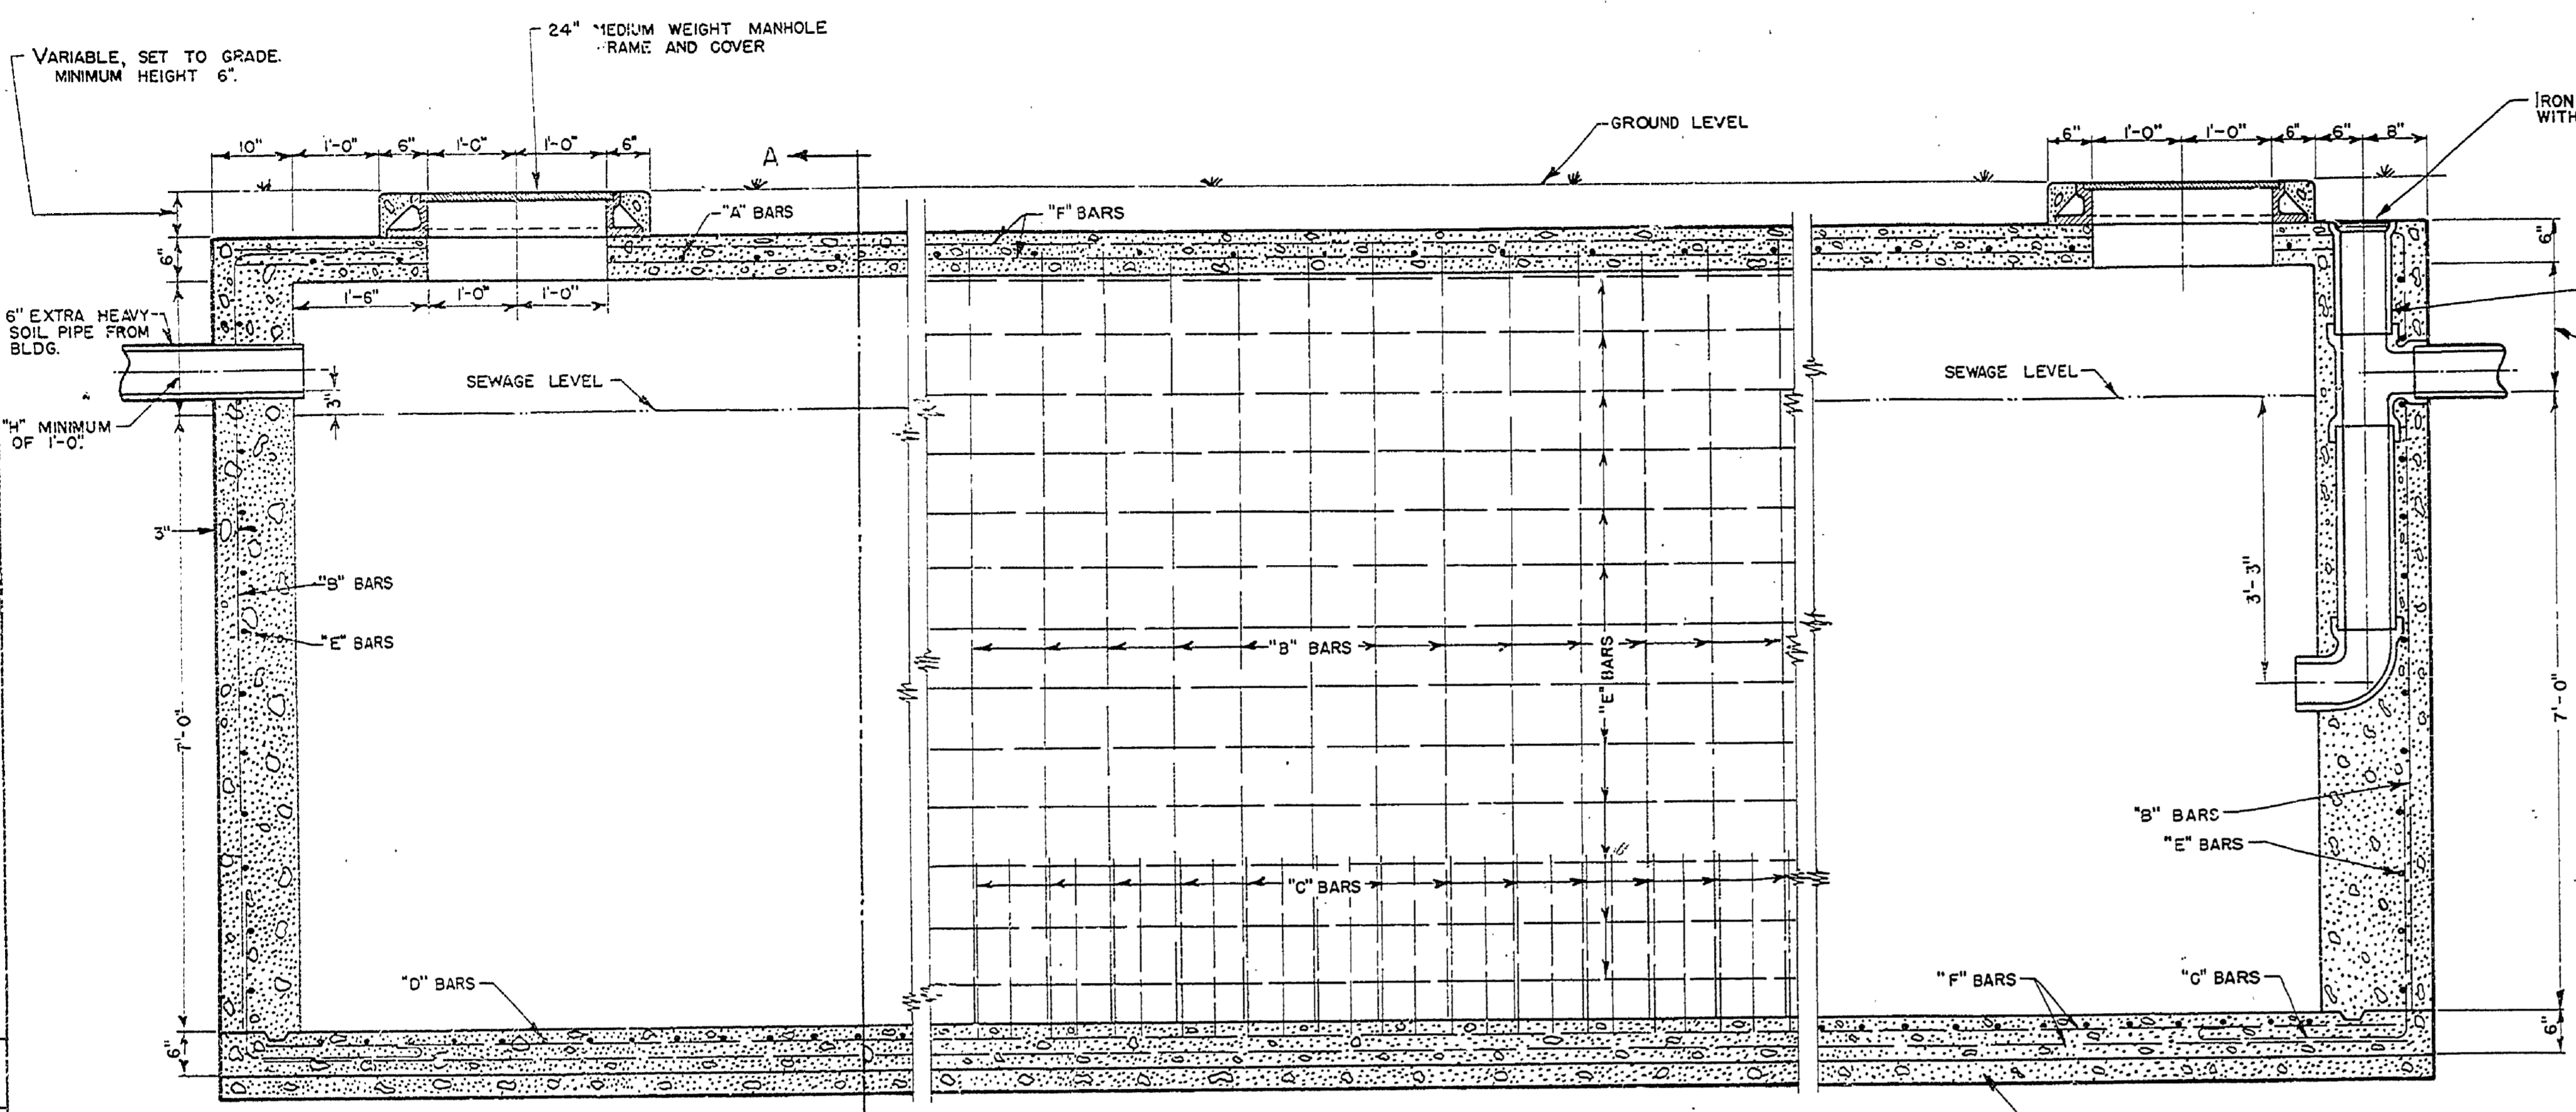 VARIABLE, SET TO GRADE.
MINIMUM HEIGHT 6".
24" MEDIUM WEIGHT MANHOLE
FRAME AND COVER
GROUND LEVEL
IRON
WITH
10"
1'-0"
6"
1'-0"
1'-0"
6"
A
6"
1'-0"
1'-0"
6"
6"
8"
"A" BARS
"F" BARS
6"
6"
1'-6"
1'-0"
1'-0"
6" EXTRA HEAVY
SOIL PIPE FROM
BLDG.
SEWAGE LEVEL
3"
SEWAGE LEVEL
"H" MINIMUM
OF 1'-0".
3"
"B" BARS
"E" BARS
"B" BARS
"E" BARS
3'-3"
7'-0"
7'-0"
"B" BARS
"E" BARS
"C" BARS
"D" BARS
"F" BARS
"C" BARS
6"
6"